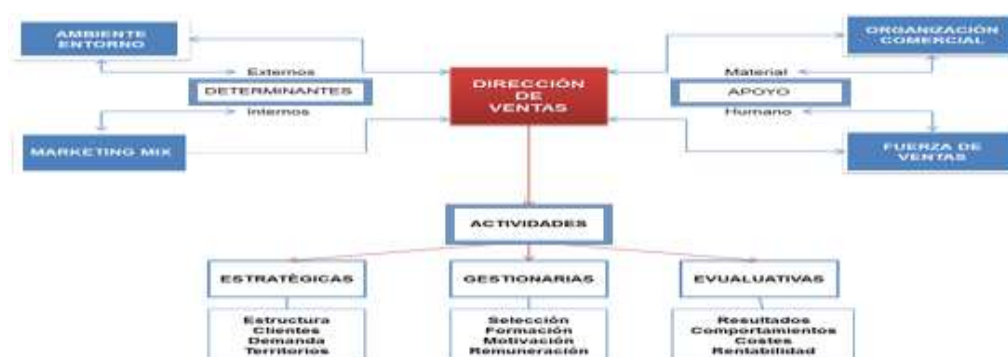 AMBIENTE
ENTORNO
Externos
DETERMINANTES
Internos
MARKETING MIX
DIRECCIÓN
DE
VENTAS
ORGANIZACIÓN
COMERCIAL
Material
APOYO
Humano
FUERZA DE
VENTAS
ACTIVIDADES
ESTRATÈGICAS
Estructura
Clientes
Demanda
Territorios
GESTIONARIAS
Selección
Formación
Motivación
Remuneración
EVUALUATIVAS
Resultados
Comportamientos
Costes
Rentabilidad